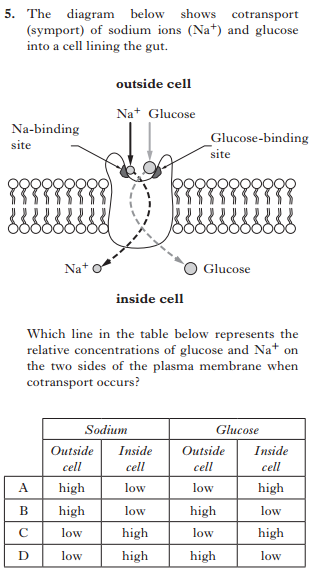 5. The diagram below shows cotransport
(symport) of sodium ions (Na⁺) and glucose
into a cell lining the gut.
outside cell
Na⁺ Glucose
Na-binding
site
Glucose-binding
site
Na⁺
Glucose
inside cell
Which line in the table below represents the
relative concentrations of glucose and Na⁺ on
the two sides of the plasma membrane when
cotransport occurs?
Sodium Glucose
Outside cell Inside cell Outside cell Inside cell
A high low low high
B high low high low
C low high low high
D low high high low